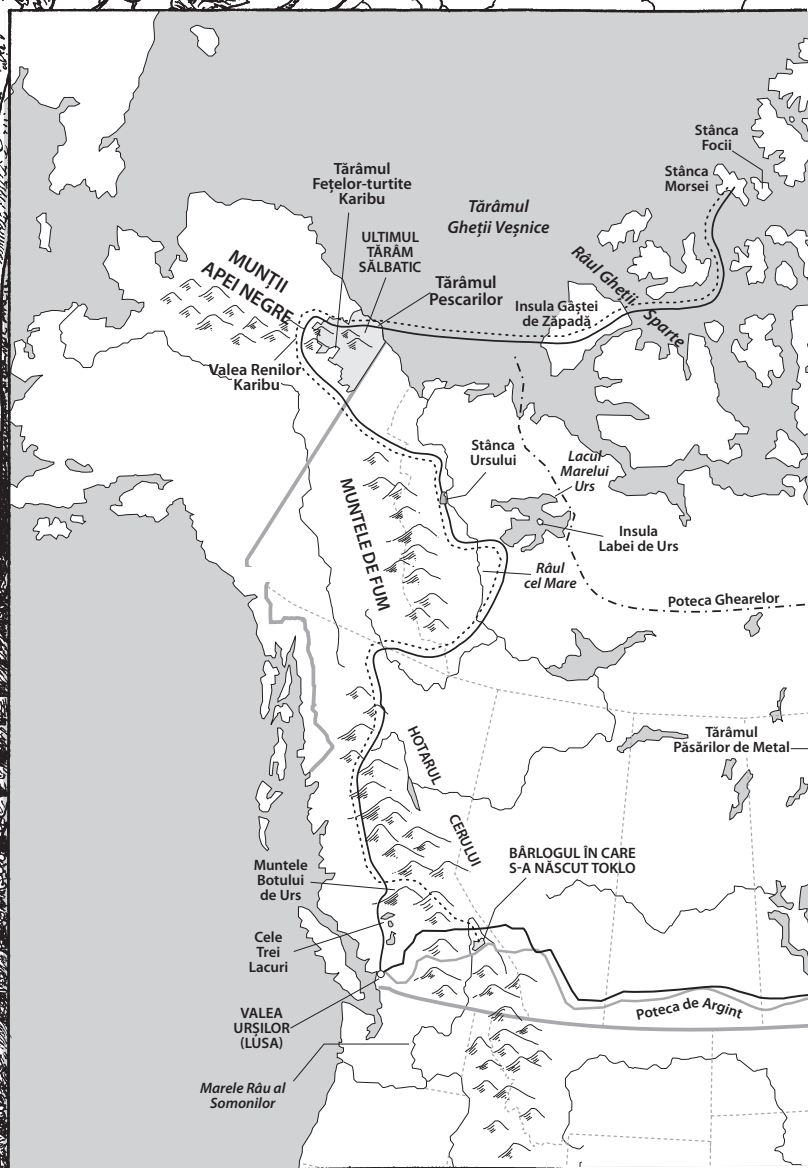 Stânca
Focii
Stânca
Morsei
Tărâmul
Fețelor-turtite
Karibu
Tărâmul
Gheții Veșnice
ULTIMUL
TĂRÂM
SĂLBATIC
MUNȚII
APEI NEGRE
Tărâmul
Pescarilor
Râul Gheții Sparte
Insula Gâștei
de Zăpadă
Valea Renilor
Karibu
Stânca
Ursului
Lacul
Marelui
Urs
MUNTELE DE FUM
Insula
Labei de Urs
Râul
cel Mare
Poteca Ghearelor
HOTARUL
CERULUI
Tărâmul
Păsărilor de Metal
BÂRLOGUL ÎN CARE
S-A NĂSCUT TOKLO
Muntele
Botului
de Urs
Cele
Trei
Lacuri
VALEA
URȘILOR
(LUSA)
Poteca de Argint
Marele Râu al
Somonilor